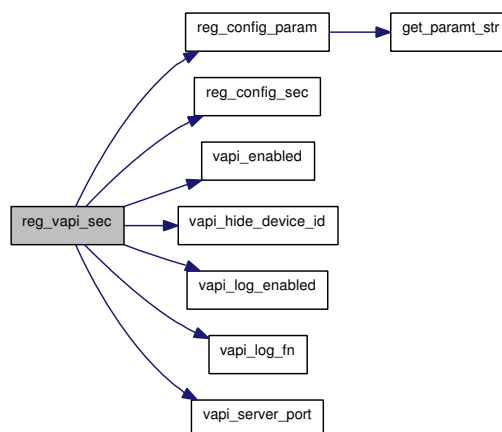 reg_config_param
get_paramt_str
reg_config_sec
vapi_enabled
reg_vapi_sec
vapi_hide_device_id
vapi_log_enabled
vapi_log_fn
vapi_server_port